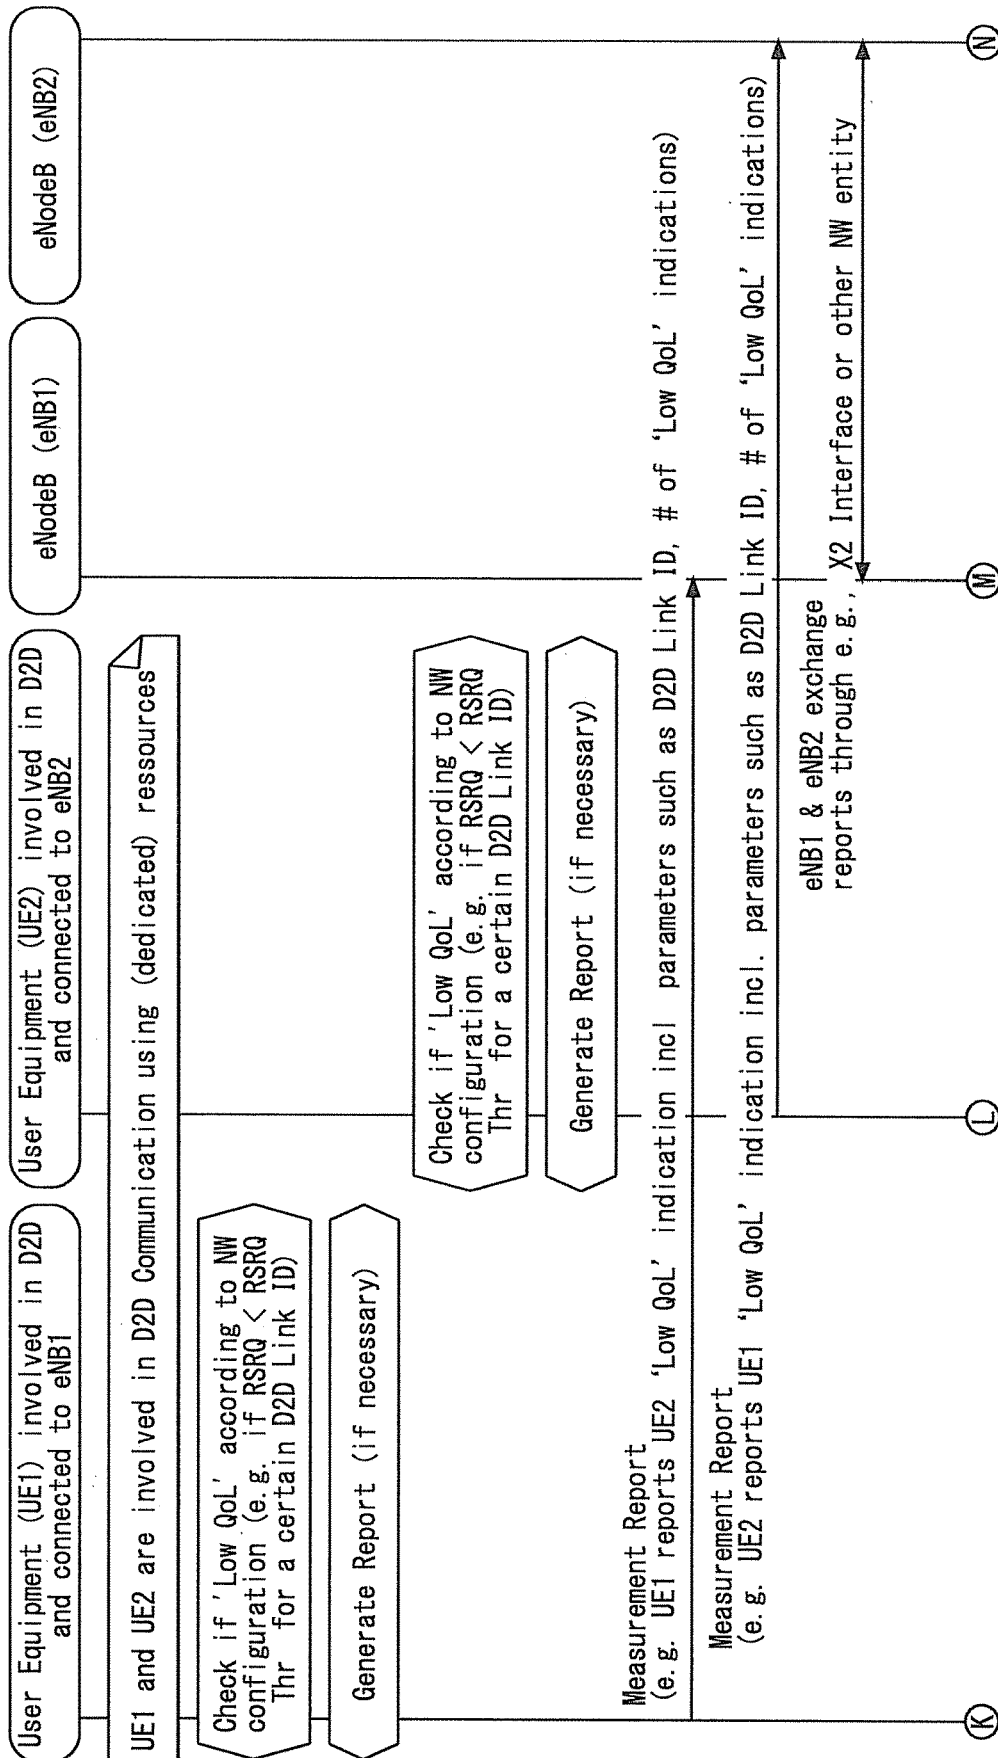 User Equipment (UE1) involved in D2D
and connected to eNB1
User Equipment (UE2) involved in D2D
and connected to eNB2
eNodeB (eNB1)
eNodeB (eNB2)
UE1 and UE2 are involved in D2D Communication using (dedicated) ressources
Check if 'Low QoL' according to NW
configuration (e.g. if RSRQ < RSRQ
Thr for a certain D2D Link ID)
Generate Report (if necessary)
Check if 'Low QoL' according to NW
configuration (e.g. if RSRQ < RSRQ
Thr for a certain D2D Link ID)
Generate Report (if necessary)
Measurement Report
(e.g. UE1 reports UE2 'Low QoL' indication incl parameters such as D2D Link ID, # of 'Low QoL' indications)
Measurement Report
(e.g. UE2 reports UE1 'Low QoL' indication incl. parameters such as D2D Link ID, # of 'Low QoL' indications)
eNB1 & eNB2 exchange
reports through e.g., X2 Interface or other NW entity
K
L
M
N